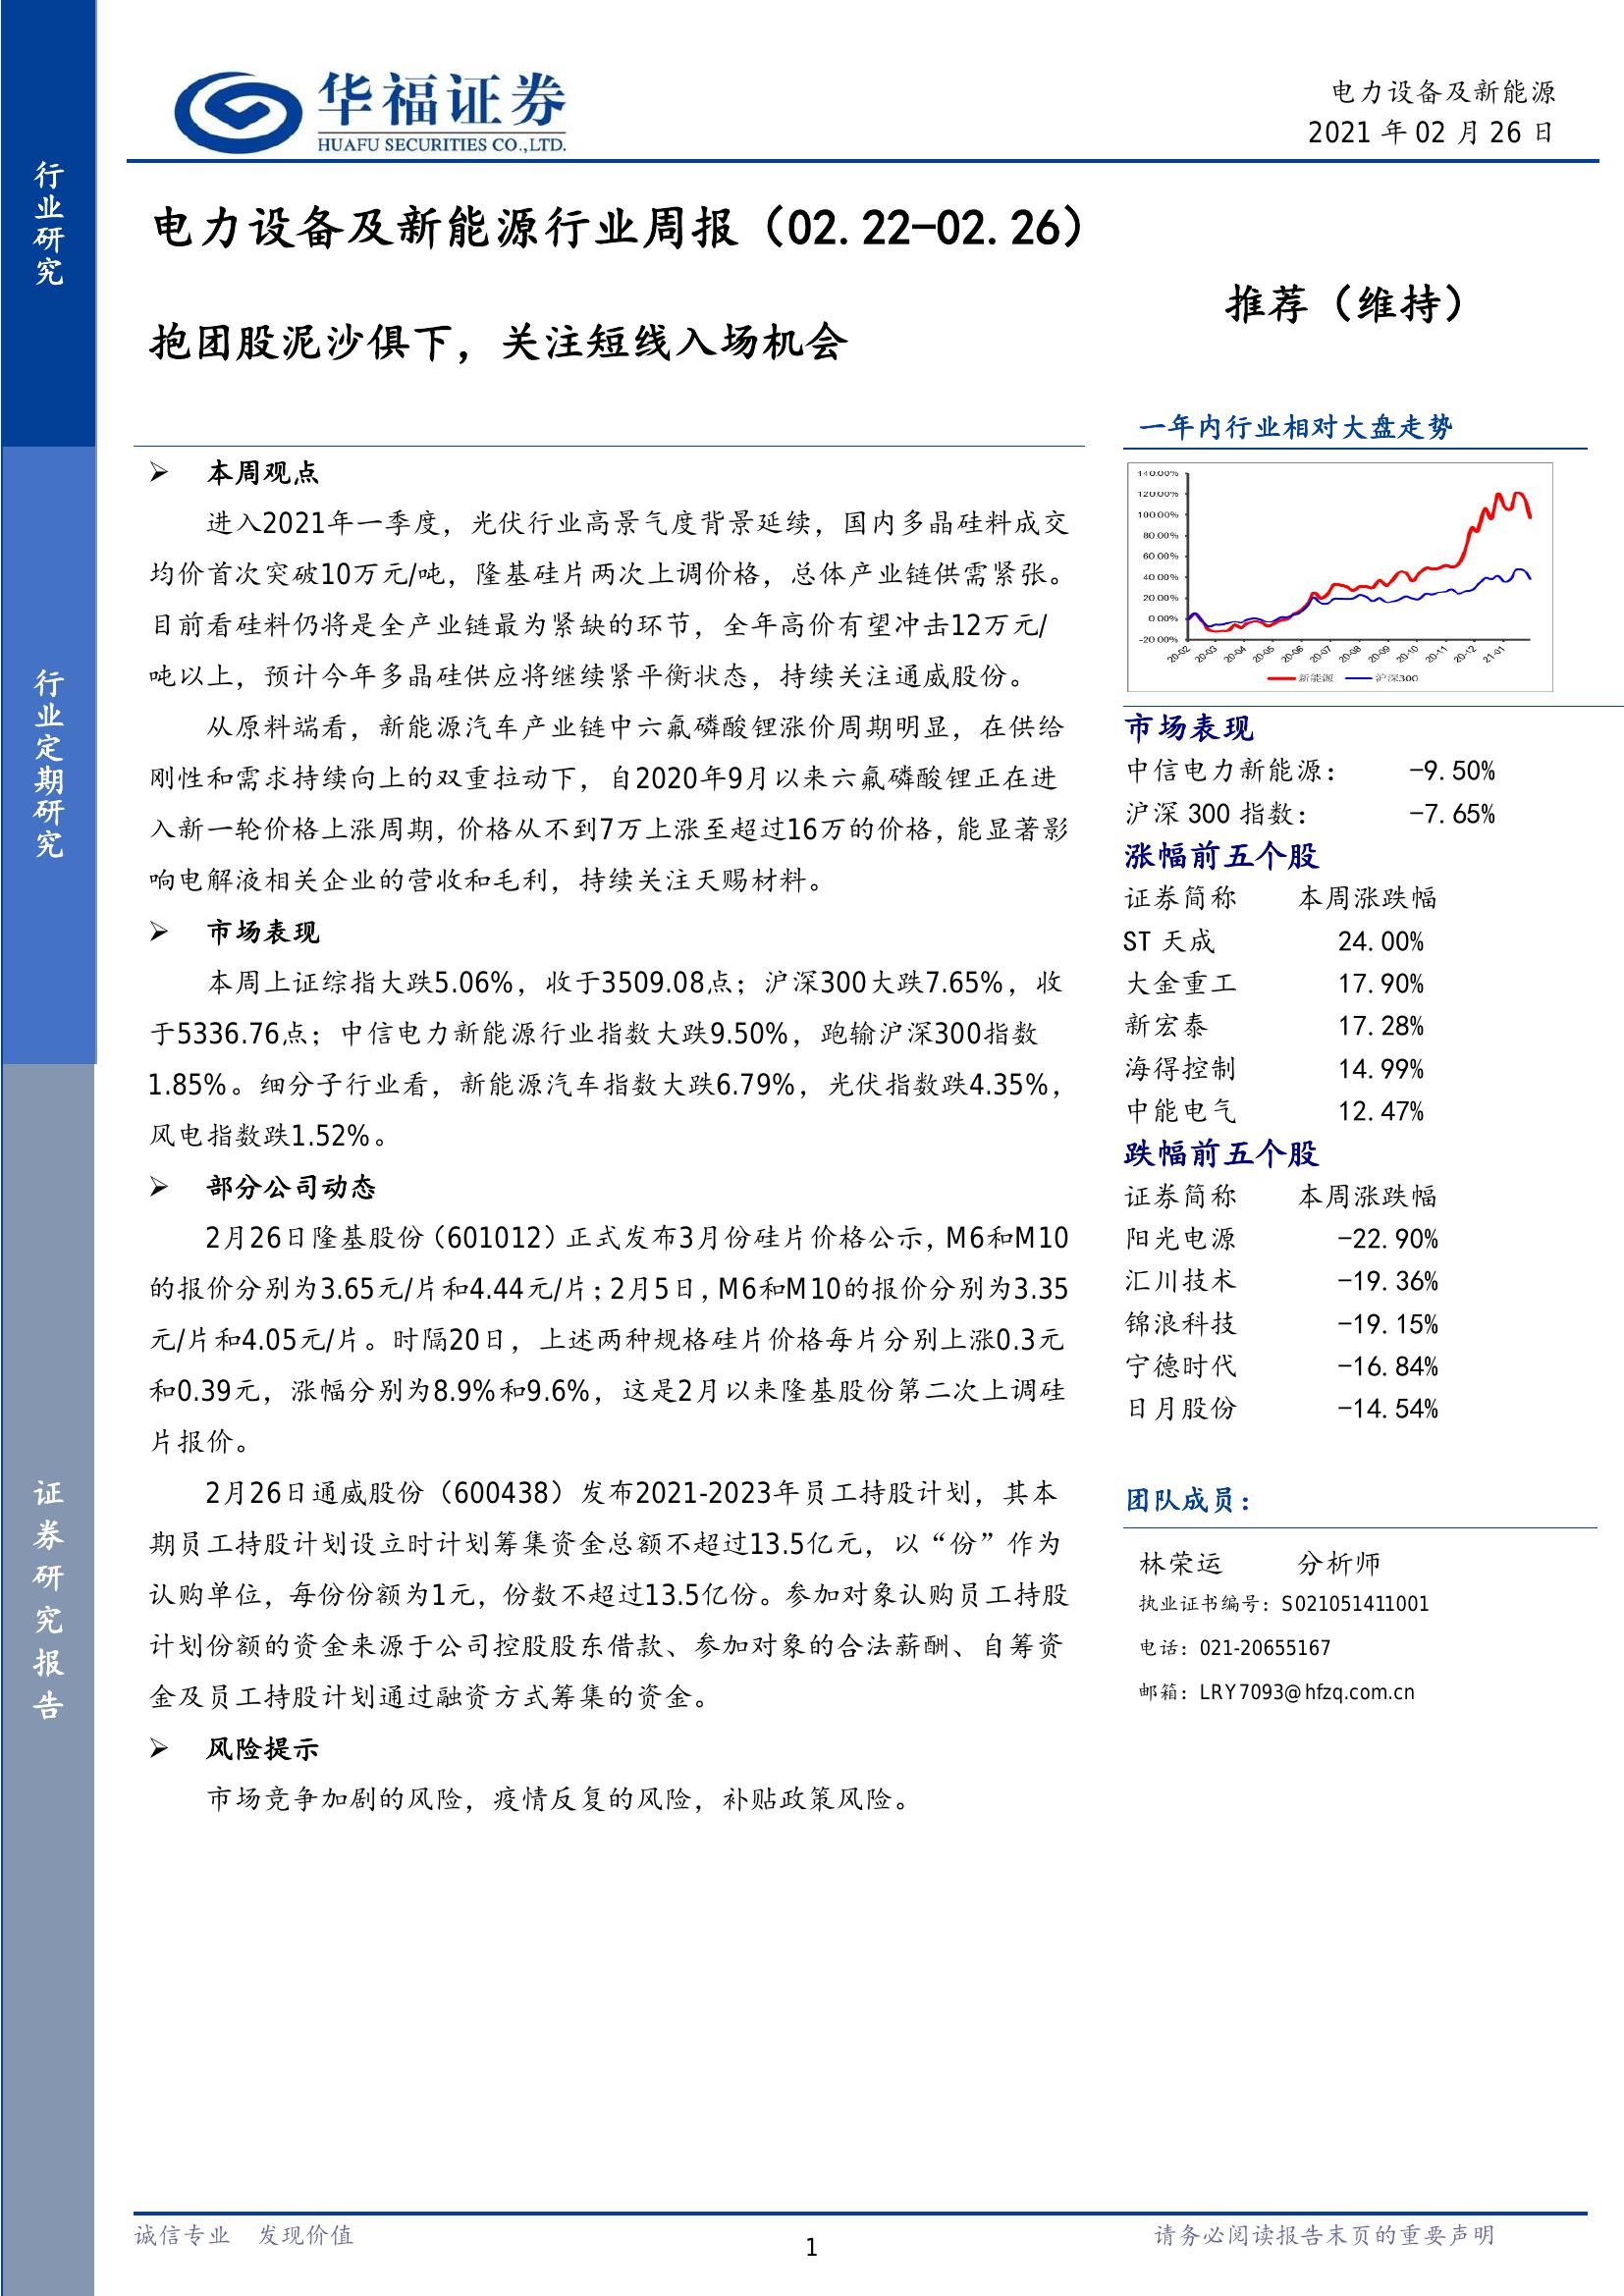 华福证券
HUAFU SECURITIES CO.,LTD.
电力设备及新能源
2021 年 02 月 26 日
行业研究
行业定期研究
证券研究报告
电力设备及新能源行业周报（02.22-02.26）
推荐（维持）
抱团股泥沙俱下，关注短线入场机会
➢ 本周观点
进入2021年一季度，光伏行业高景气度背景延续，国内多晶硅料成交
均价首次突破10万元/吨，隆基硅片两次上调价格，总体产业链供需紧张。
目前看硅料仍将是全产业链最为紧缺的环节，全年高价有望冲击12万元/
吨以上，预计今年多晶硅供应将继续紧平衡状态，持续关注通威股份。
从原料端看，新能源汽车产业链中六氟磷酸锂涨价周期明显，在供给
刚性和需求持续向上的双重拉动下，自2020年9月以来六氟磷酸锂正在进
入新一轮价格上涨周期，价格从不到7万上涨至超过16万的价格，能显著影
响电解液相关企业的营收和毛利，持续关注天赐材料。
➢ 市场表现
本周上证综指大跌5.06%，收于3509.08点；沪深300大跌7.65%，收
于5336.76点；中信电力新能源行业指数大跌9.50%，跑输沪深300指数
1.85%。细分子行业看，新能源汽车指数大跌6.79%，光伏指数跌4.35%，
风电指数跌1.52%。
➢ 部分公司动态
2月26日隆基股份（601012）正式发布3月份硅片价格公示，M6和M10
的报价分别为3.65元/片和4.44元/片；2月5日，M6和M10的报价分别为3.35
元/片和4.05元/片。时隔20日，上述两种规格硅片价格每片分别上涨0.3元
和0.39元，涨幅分别为8.9%和9.6%，这是2月以来隆基股份第二次上调硅
片报价。
2月26日通威股份（600438）发布2021-2023年员工持股计划，其本
期员工持股计划设立时计划筹集资金总额不超过13.5亿元，以“份”作为
认购单位，每份份额为1元，份数不超过13.5亿份。参加对象认购员工持股
计划份额的资金来源于公司控股股东借款、参加对象的合法薪酬、自筹资
金及员工持股计划通过融资方式筹集的资金。
➢ 风险提示
市场竞争加剧的风险，疫情反复的风险，补贴政策风险。
一年内行业相对大盘走势
140.00%
120.00%
100.00%
80.00%
60.00%
40.00%
20.00%
0.00%
-20.00%
20-02 20-03 20-04 20-05 20-06 20-07 20-08 20-09 20-10 20-11 20-12 21-01
新能源 沪深300
市场表现
中信电力新能源： -9.50%
沪深 300 指数： -7.65%
涨幅前五个股
证券简称 本周涨跌幅
ST 天成 24.00%
大金重工 17.90%
新宏泰 17.28%
海得控制 14.99%
中能电气 12.47%
跌幅前五个股
证券简称 本周涨跌幅
阳光电源 -22.90%
汇川技术 -19.36%
锦浪科技 -19.15%
宁德时代 -16.84%
日月股份 -14.54%
团队成员：
林荣运 分析师
执业证书编号：S021051411001
电话：021-20655167
邮箱：LRY7093@hfzq.com.cn
诚信专业 发现价值
1
请务必阅读报告末页的重要声明